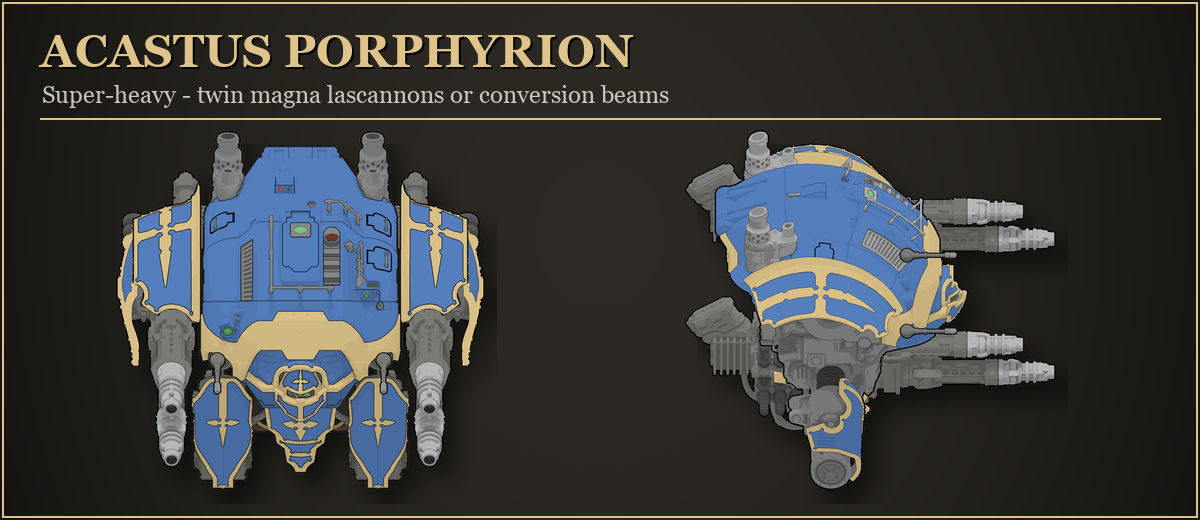 ACASTUS PORPHYRION
Super-heavy - twin magna lascannons or conversion beams